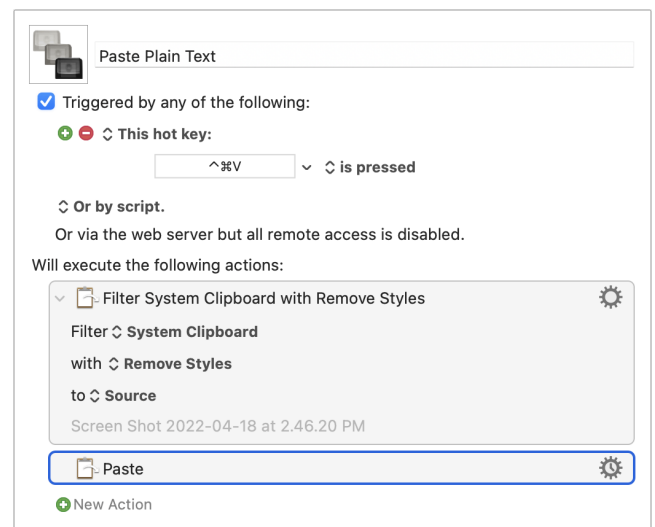 Paste Plain Text
Triggered by any of the following:
This hot key:
^⌘V is pressed
Or by script.
Or via the web server but all remote access is disabled.
Will execute the following actions:
Filter System Clipboard with Remove Styles
Filter System Clipboard
with Remove Styles
to Source
Screen Shot 2022-04-18 at 2.46.20 PM
Paste
New Action